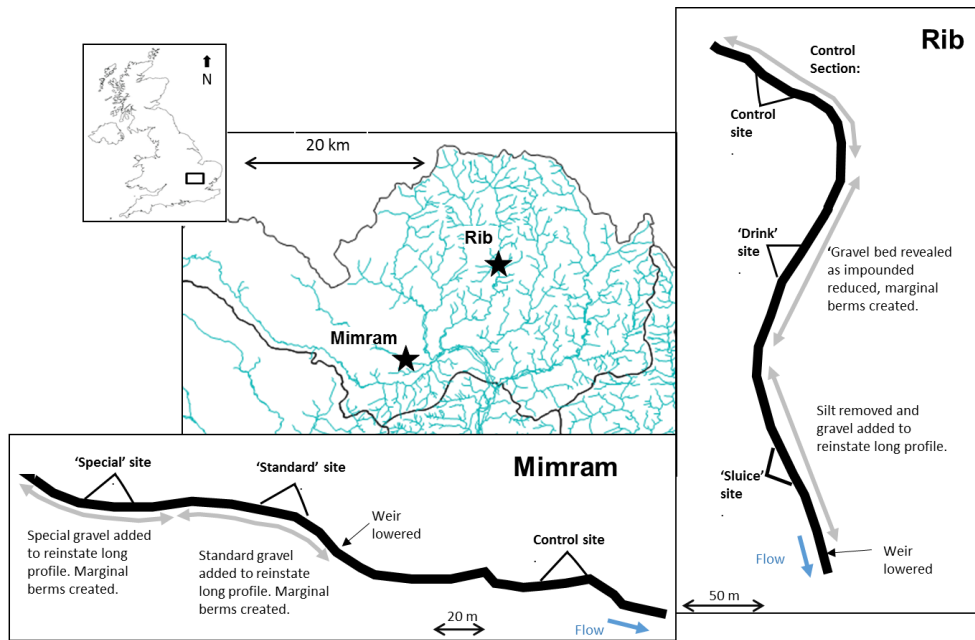 N
20 km
Rib
Mimram
Rib
Control
Section:
Control
site
.
'Drink'
site
.
'Gravel bed revealed
as impounded
reduced, marginal
berms created.
Silt removed and
gravel added to
reinstate long profile.
'Sluice'
site
.
Flow
Weir
lowered
50 m
Mimram
'Special' site
.
'Standard' site
.
Weir
lowered
Control site
.
Special gravel added
to reinstate long
profile. Marginal
berms created.
Standard gravel
added to reinstate
long profile. Marginal
berms created.
20 m
Flow